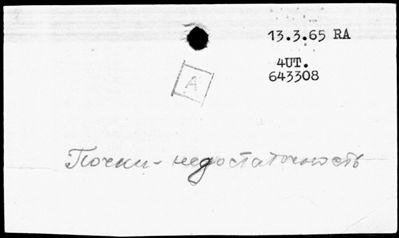 13.3.65 RA
4UT.
643308
A
Почки - недостаточность